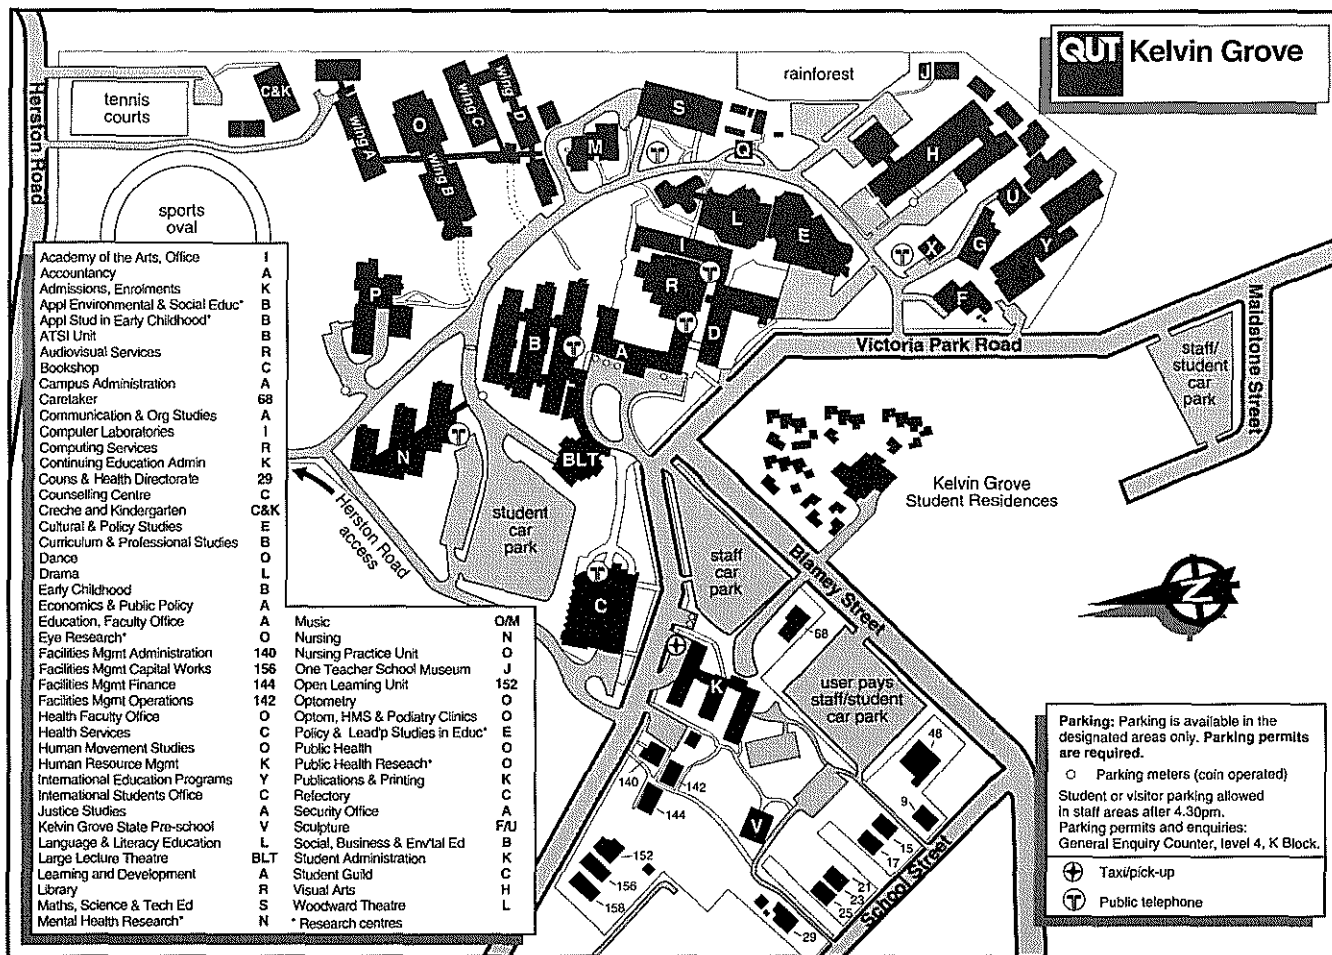 QUT Kelvin Grove
rainforest
tennis
courts
Herston Road
sports
oval
C&K
wing A
O
wing B
wing C
wing D
M
S
Q
J
H
U
G
Y
X
F
L
E
I
R
D
A
B
P
N
BLT
C
K
V
Victoria Park Road
Maidstone Street
staff/
student
car
park
Kelvin Grove
Student Residences
Blamey Street
student
car
park
staff
car
park
Herston Road
access
68
user pays
staff/student
car park
48
9
15
17
21
23
25
29
School Street
140
142
144
152
156
158
N
Academy of the Arts, Office I
Accountancy A
Admissions, Enrolments K
Appl Environmental & Social Educ* B
Appl Stud in Early Childhood* B
ATSI Unit B
Audiovisual Services R
Bookshop C
Campus Administration A
Caretaker 68
Communication & Org Studies A
Computer Laboratories I
Computing Services R
Continuing Education Admin K
Couns & Health Directorate 29
Counselling Centre C
Creche and Kindergarten C&K
Cultural & Policy Studies E
Curriculum & Professional Studies B
Dance O
Drama L
Early Childhood B
Economics & Public Policy A
Education, Faculty Office A
Eye Research* O
Facilities Mgmt Administration 140
Facilities Mgmt Capital Works 156
Facilities Mgmt Finance 144
Facilities Mgmt Operations 142
Health Faculty Office O
Health Services C
Human Movement Studies O
Human Resource Mgmt K
International Education Programs Y
International Students Office C
Justice Studies A
Kelvin Grove State Pre-school V
Language & Literacy Education L
Large Lecture Theatre BLT
Learning and Development A
Library R
Maths, Science & Tech Ed S
Mental Health Research* N
Music O/M
Nursing N
Nursing Practice Unit O
One Teacher School Museum J
Open Learning Unit 152
Optometry O
Optom, HMS & Podiatry Clinics O
Policy & Lead'p Studies in Educ* E
Public Health O
Public Health Reseach* O
Publications & Printing K
Refectory C
Security Office A
Sculpture F/U
Social, Business & Env'tal Ed B
Student Administration K
Student Guild C
Visual Arts H
Woodward Theatre L
* Research centres
Parking: Parking is available in the
designated areas only. Parking permits
are required.
Parking meters (coin operated)
Student or visitor parking allowed
in staff areas after 4.30pm.
Parking permits and enquiries:
General Enquiry Counter, level 4, K Block.
Taxi/pick-up
T Public telephone